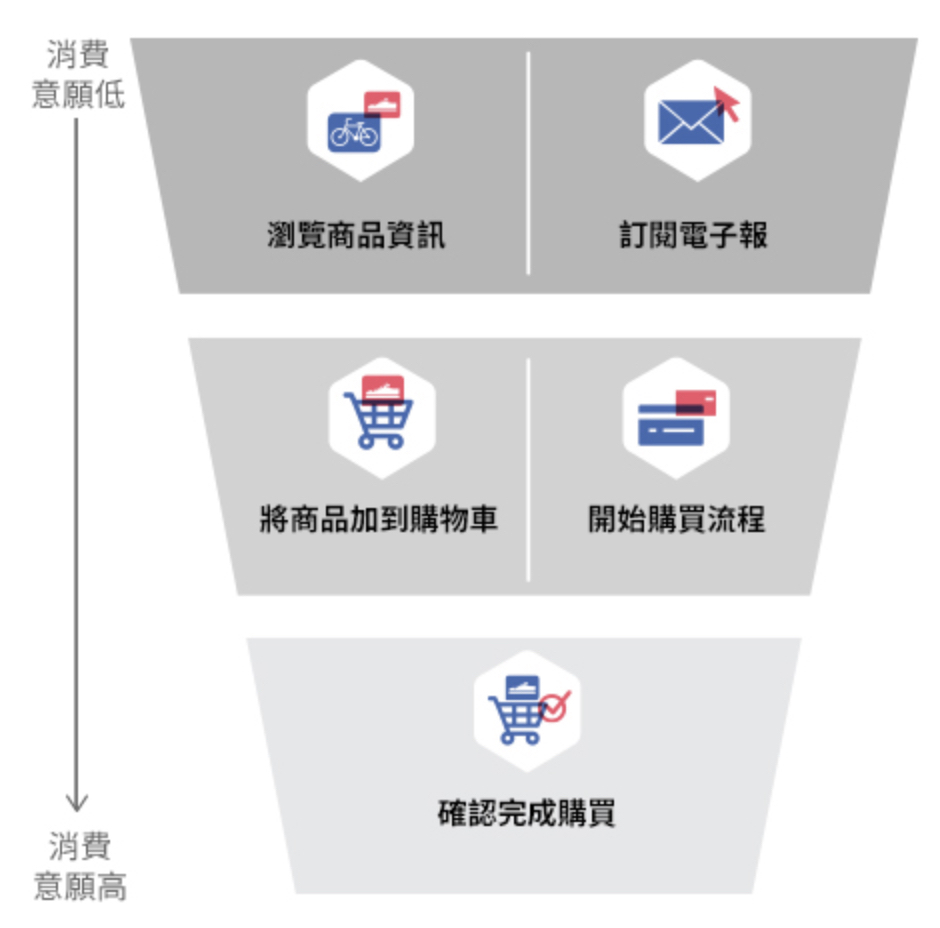 消費
意願低
瀏覽商品資訊
訂閱電子報
將商品加到購物車
開始購買流程
確認完成購買
消費
意願高